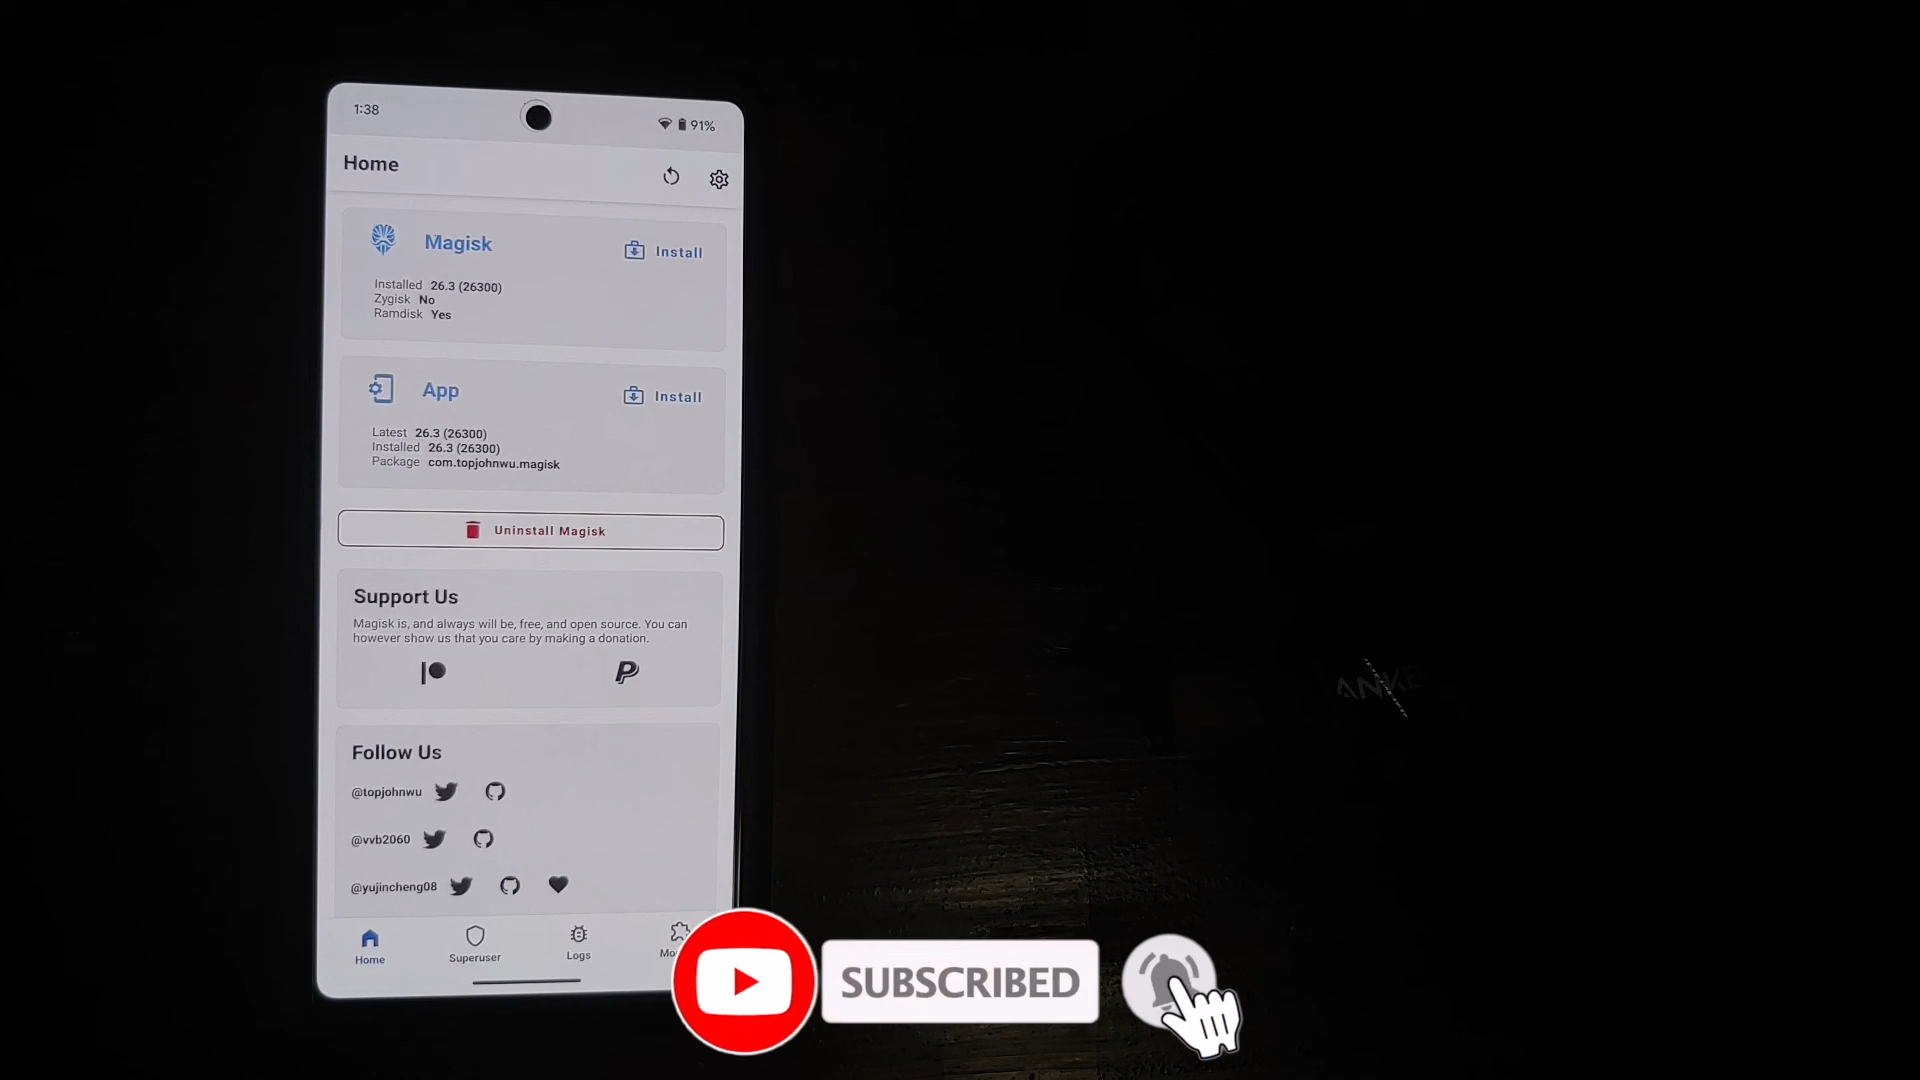 1:38
91%
Home
Magisk
Install
Installed 26.3 (26300)
Zygisk No
Ramdisk Yes
App
Install
Latest 26.3 (26300)
Installed 26.3 (26300)
Package com.topjohnwu.magisk
Uninstall Magisk
Support Us
Magisk is, and always will be, free, and open source. You can
however show us that you care by making a donation.
Follow Us
@topjohnwu
@vvb2060
@yujincheng08
Home
Superuser
Logs
SUBSCRIBED
ANKE